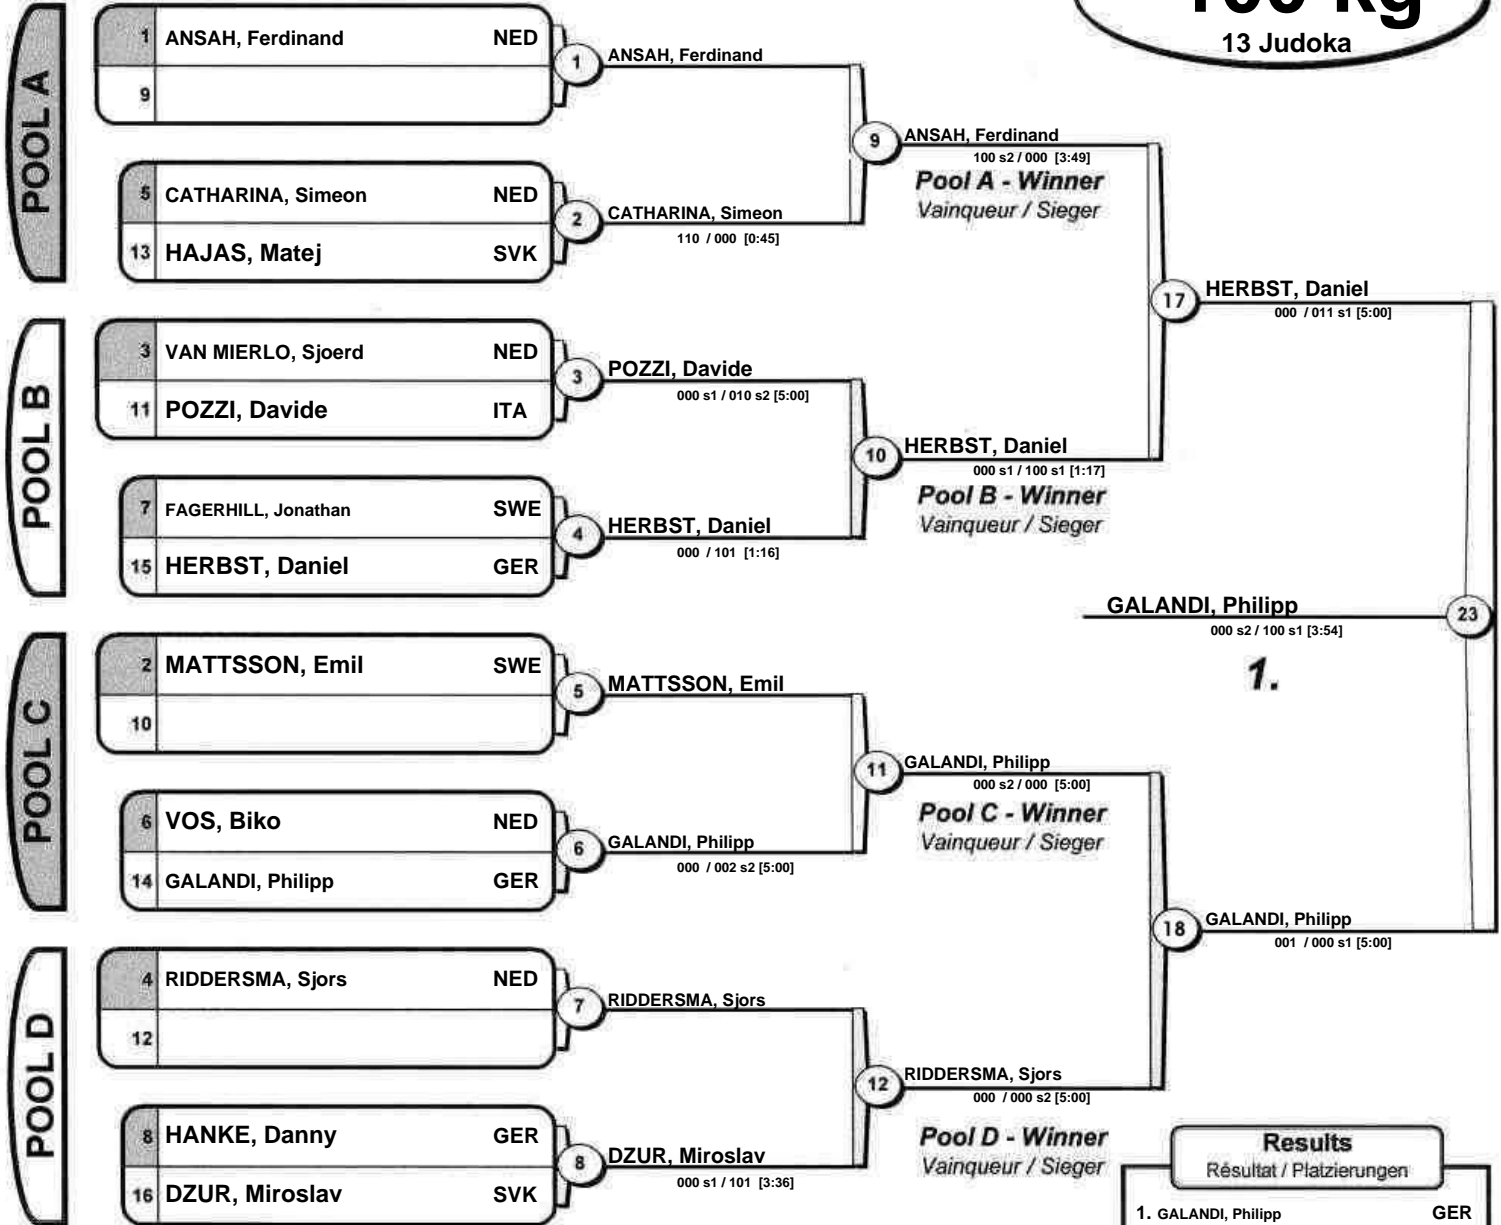 100 kg
13 Judoka
POOL A
1 ANSAH, Ferdinand NED
9
1
ANSAH, Ferdinand
5 CATHARINA, Simeon NED
13 HAJAS, Matej SVK
2
CATHARINA, Simeon
110 / 000 [0:45]
9
ANSAH, Ferdinand
100 s2 / 000 [3:49]
Pool A - Winner
Vainqueur / Sieger
POOL B
3 VAN MIERLO, Sjoerd NED
11 POZZI, Davide ITA
3
POZZI, Davide
000 s1 / 010 s2 [5:00]
7 FAGERHILL, Jonathan SWE
15 HERBST, Daniel GER
4
HERBST, Daniel
000 / 101 [1:16]
10
HERBST, Daniel
000 s1 / 100 s1 [1:17]
Pool B - Winner
Vainqueur / Sieger
17
HERBST, Daniel
000 / 011 s1 [5:00]
GALANDI, Philipp
23
000 s2 / 100 s1 [3:54]
1.
POOL C
2 MATTSSON, Emil SWE
10
5
MATTSSON, Emil
6 VOS, Biko NED
14 GALANDI, Philipp GER
6
GALANDI, Philipp
000 / 002 s2 [5:00]
11
GALANDI, Philipp
000 s2 / 000 [5:00]
Pool C - Winner
Vainqueur / Sieger
18
GALANDI, Philipp
001 / 000 s1 [5:00]
POOL D
4 RIDDERSMA, Sjors NED
12
7
RIDDERSMA, Sjors
8 HANKE, Danny GER
16 DZUR, Miroslav SVK
8
DZUR, Miroslav
000 s1 / 101 [3:36]
12
RIDDERSMA, Sjors
000 / 000 s2 [5:00]
Pool D - Winner
Vainqueur / Sieger
Results
Résultat / Platzierungen
1. GALANDI, Philipp GER